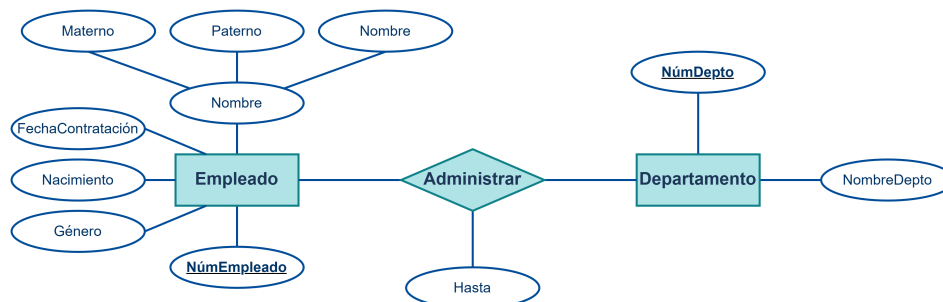 Materno
Paterno
Nombre
NúmDepto
Nombre
FechaContratación
Empleado
Administrar
Departamento
Nacimiento
NombreDepto
Género
NúmEmpleado
Hasta